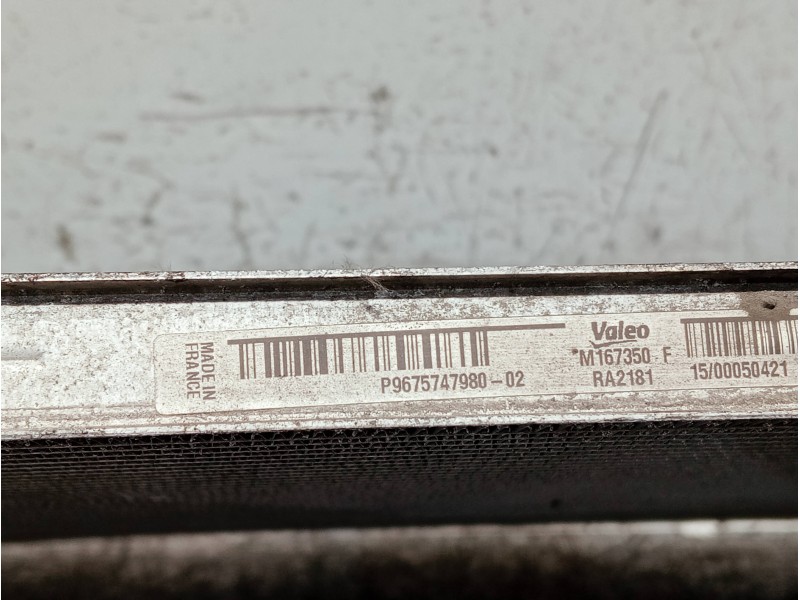 MADE IN
FRANCE
P9675747980-02
Valeo
M167350 F
RA2181
15/00050421